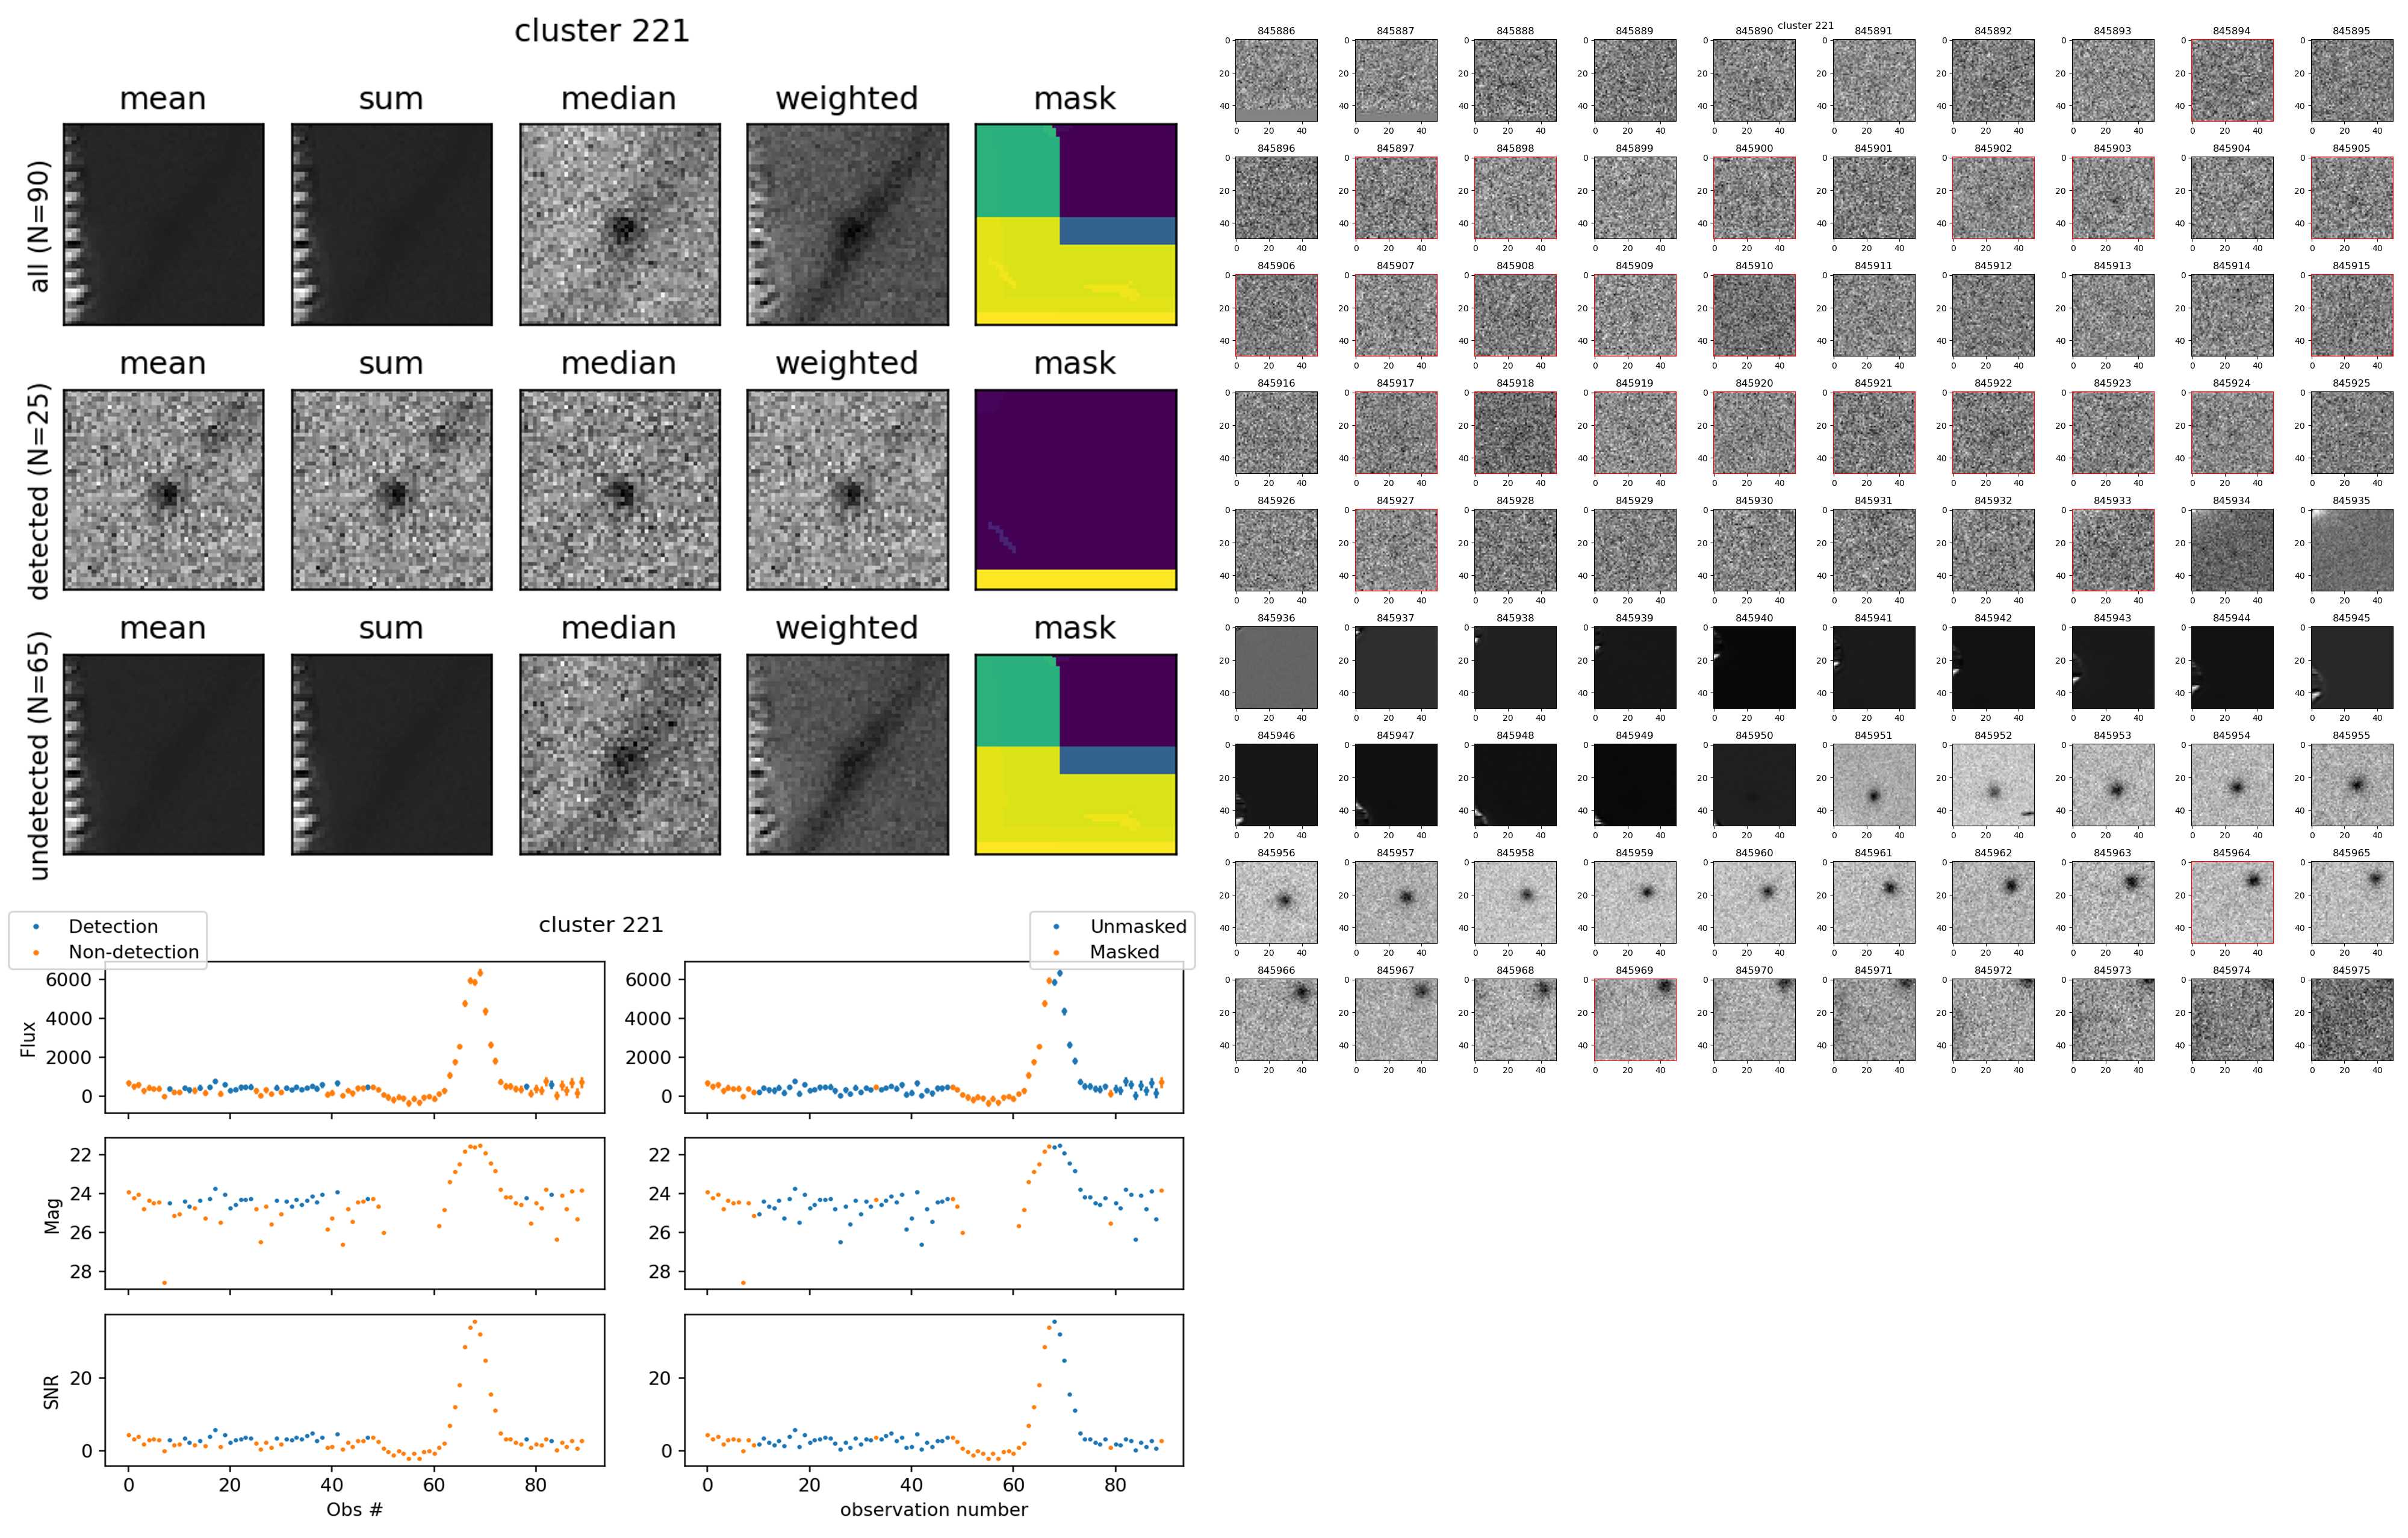 cluster 221
mean sum median weighted mask
all (N=90)
mean sum median weighted mask
detected (N=25)
mean sum median weighted mask
undetected (N=65)
cluster 221
Detection
Non-detection
Unmasked
Masked
Flux
6000
4000
2000
0
Mag
22
24
26
28
22
24
26
28
SNR
20
0
20
0
0 20 40 60 80
Obs #
0 20 40 60 80
observation number
cluster 221
845886 845887 845888 845889 845890 845891 845892 845893 845894 845895
845896 845897 845898 845899 845900 845901 845902 845903 845904 845905
845906 845907 845908 845909 845910 845911 845912 845913 845914 845915
845916 845917 845918 845919 845920 845921 845922 845923 845924 845925
845926 845927 845928 845929 845930 845931 845932 845933 845934 845935
845936 845937 845938 845939 845940 845941 845942 845943 845944 845945
845946 845947 845948 845949 845950 845951 845952 845953 845954 845955
845956 845957 845958 845959 845960 845961 845962 845963 845964 845965
845966 845967 845968 845969 845970 845971 845972 845973 845974 845975